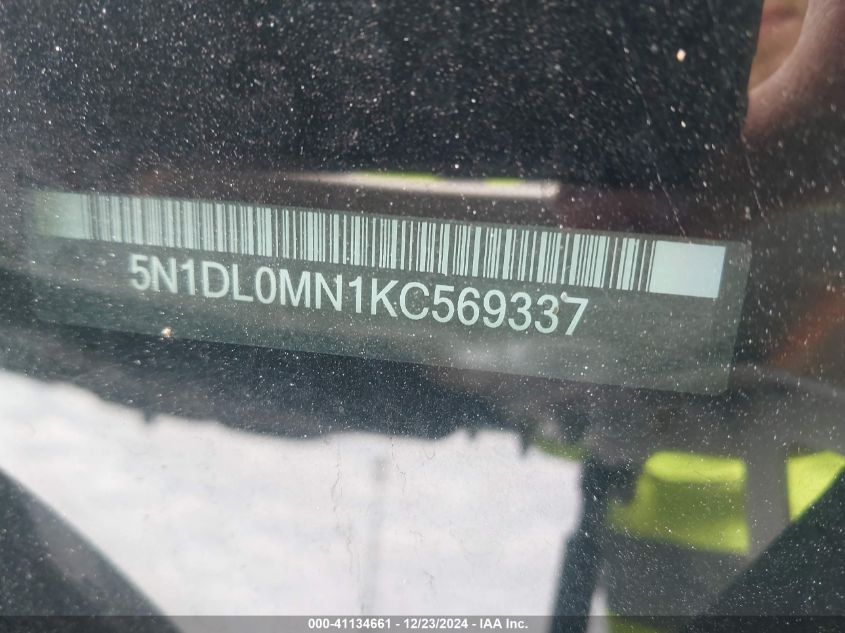 5N1DL0MN1KC569337
000-41134661 - 12/23/2024 - IAA Inc.